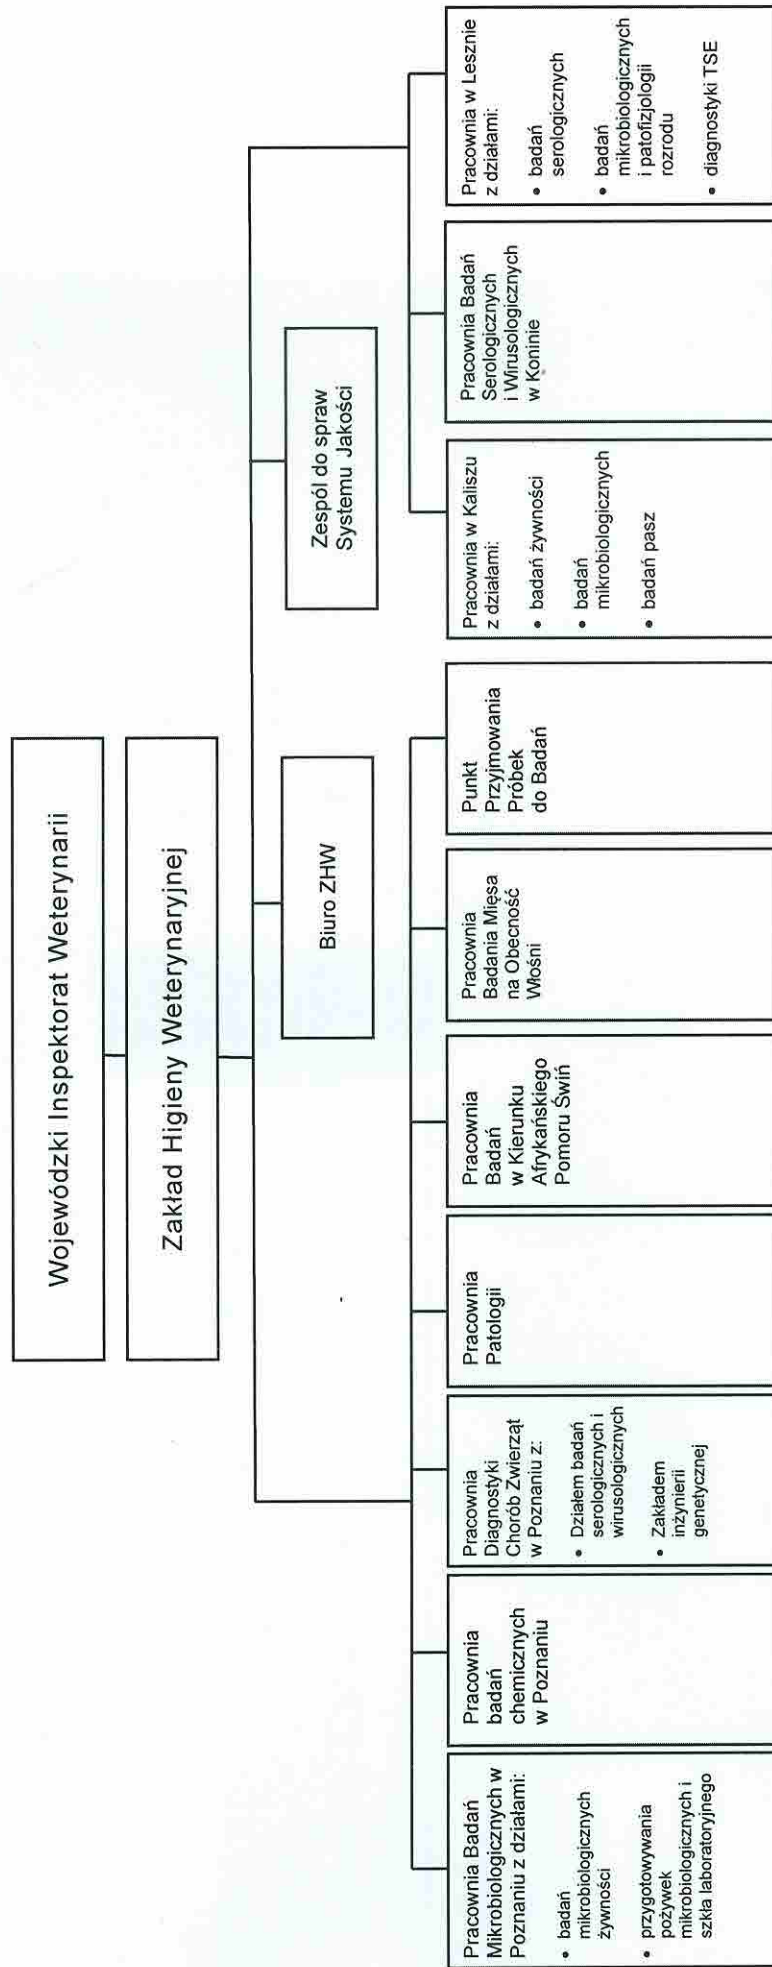 Wojewódzki Inspektorat Weterynarii
Zakład Higieny Weterynaryjnej
Biuro ZHW
Zespól do spraw
Systemu Jakości
Pracownia Badań
Mikrobiologicznych w
Poznaniu z działami:
• badań
mikrobiologicznych
żywności
• przygotowywania
pożywek
mikrobiologicznych i
szkła laboratoryjnego
Pracownia
badań
chemicznych
w Poznaniu
Pracownia
Diagnostyki
Chorób Zwierząt
w Poznaniu z:
• Działem badań
serologicznych i
wirusologicznych
• Zakładem
inżynierii
genetycznej
Pracownia
Patologii
Pracownia
Badań
w Kierunku
Afrykańskiego
Pomoru Świń
Pracownia
Badania Mięsa
na Obecność
Włośni
Punkt
Przyjmowania
Próbek
do Badań
Pracownia w Kaliszu
z działami:
• badań żywności
• badań
mikrobiologicznych
• badań pasz
Pracownia Badań
Serologicznych
i Wirusologicznych
w Koninie
Pracownia w Lesznie
z działami:
• badań
serologicznych
• badań
mikrobiologicznych
i patofizjologii
rozrodu
• diagnostyki TSE